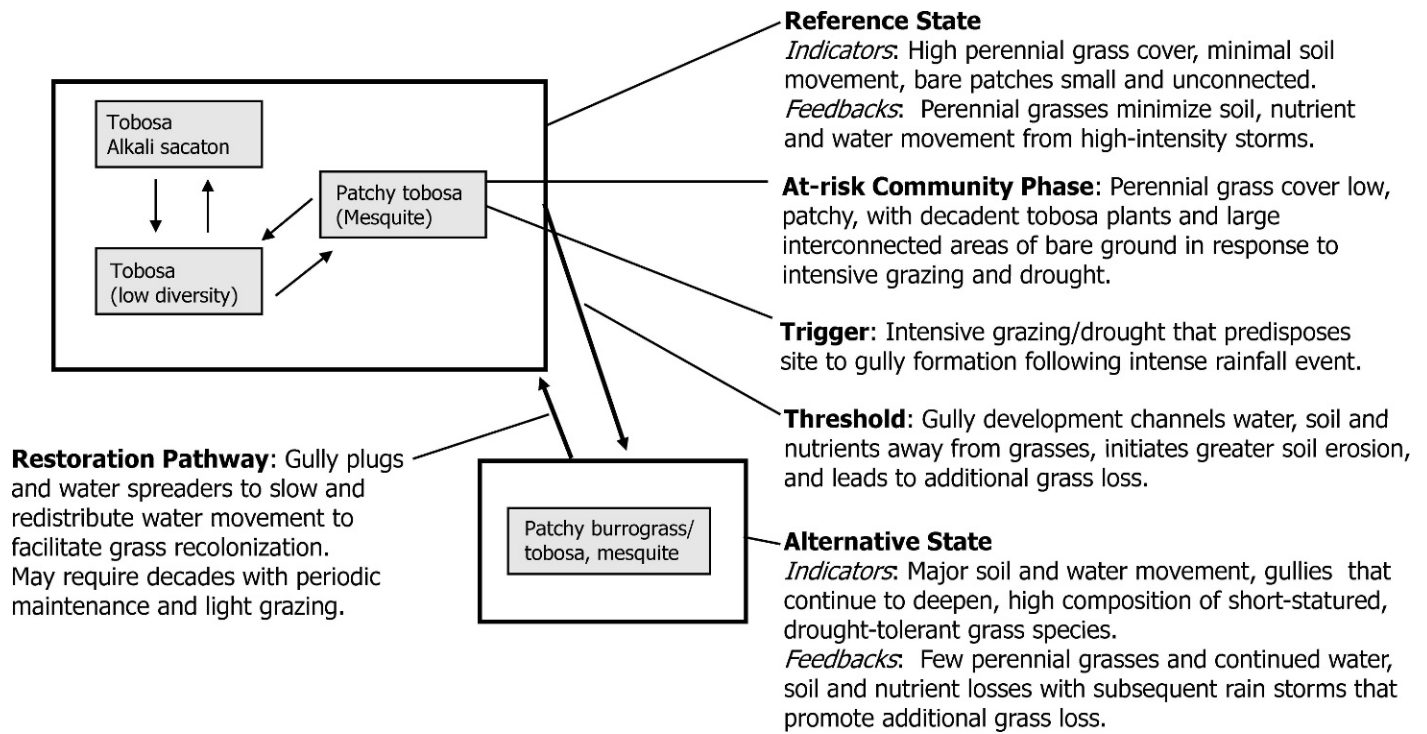 Tobosa
Alkali sacaton
Patchy tobosa
(Mesquite)
Tobosa
(low diversity)
Reference State
Indicators: High perennial grass cover, minimal soil
movement, bare patches small and unconnected.
Feedbacks: Perennial grasses minimize soil, nutrient
and water movement from high-intensity storms.
At-risk Community Phase: Perennial grass cover low,
patchy, with decadent tobosa plants and large
interconnected areas of bare ground in response to
intensive grazing and drought.
Trigger: Intensive grazing/drought that predisposes
site to gully formation following intense rainfall event.
Threshold: Gully development channels water, soil and
nutrients away from grasses, initiates greater soil erosion,
and leads to additional grass loss.
Restoration Pathway: Gully plugs
and water spreaders to slow and
redistribute water movement to
facilitate grass recolonization.
May require decades with periodic
maintenance and light grazing.
Patchy burrograss/
tobosa, mesquite
Alternative State
Indicators: Major soil and water movement, gullies that
continue to deepen, high composition of short-statured,
drought-tolerant grass species.
Feedbacks: Few perennial grasses and continued water,
soil and nutrient losses with subsequent rain storms that
promote additional grass loss.